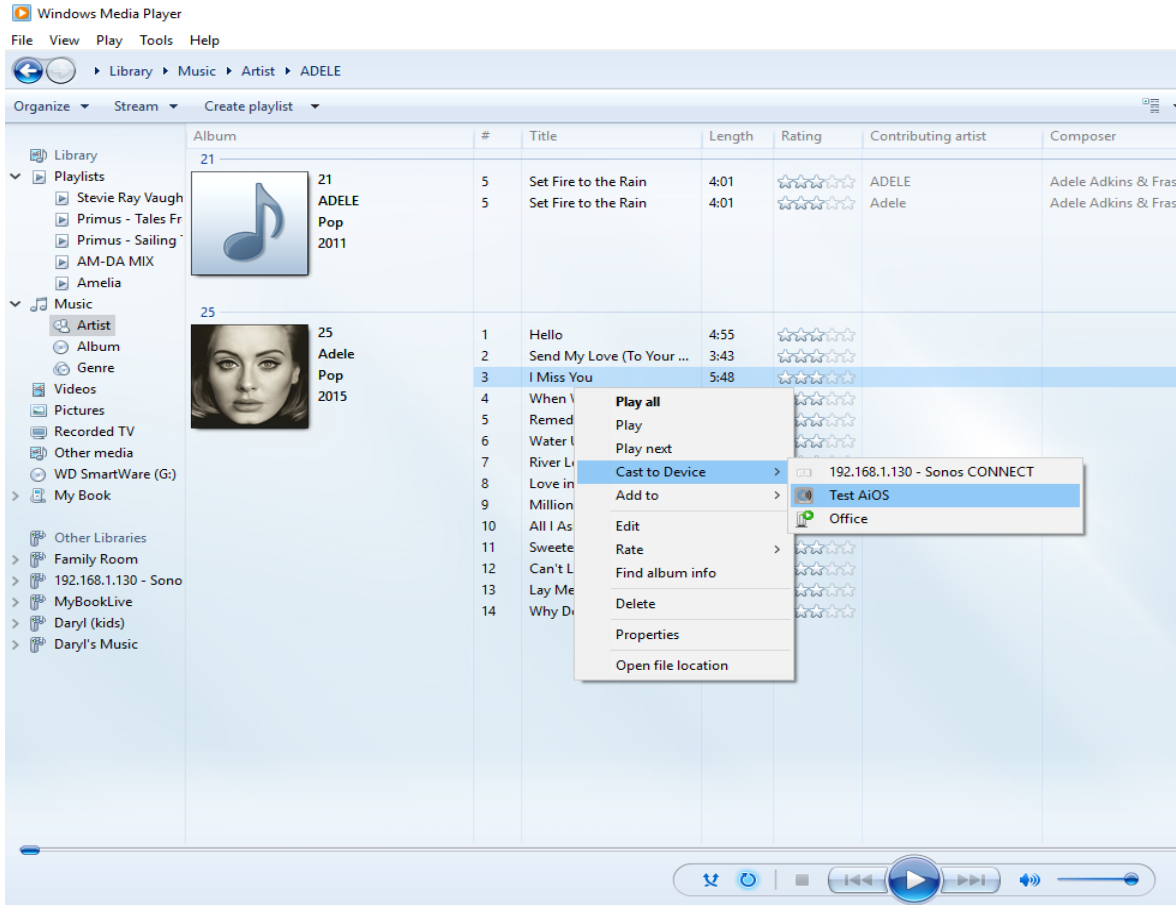 Windows Media Player
File View Play Tools Help
Library Music Artist ADELE
Organize Stream Create playlist
Album # Title Length Rating Contributing artist Composer
Library
Playlists
Stevie Ray Vaugh
Primus - Tales Fr
Primus - Sailing
AM-DA MIX
Amelia
Music
Artist
Album
Genre
Videos
Pictures
Recorded TV
Other media
WD SmartWare (G:)
My Book
Other Libraries
Family Room
192.168.1.130 - Sono
MyBookLive
Daryl (kids)
Daryl's Music
21
21
ADELE
Pop
2011
5 Set Fire to the Rain 4:01 ADELE Adele Adkins & Fras
5 Set Fire to the Rain 4:01 Adele Adele Adkins & Fras
25
25
Adele
Pop
2015
1 Hello 4:55
2 Send My Love (To Your ... 3:43
3 I Miss You 5:48
4 When
5 Remed
6 Water
7 River L
8 Love in
9 Million
10 All I As
11 Sweete
12 Can't L
13 Lay Me
14 Why D
Play all
Play
Play next
Cast to Device
Add to
Edit
Rate
Find album info
Delete
Properties
Open file location
192.168.1.130 - Sonos CONNECT
Test AiOS
Office